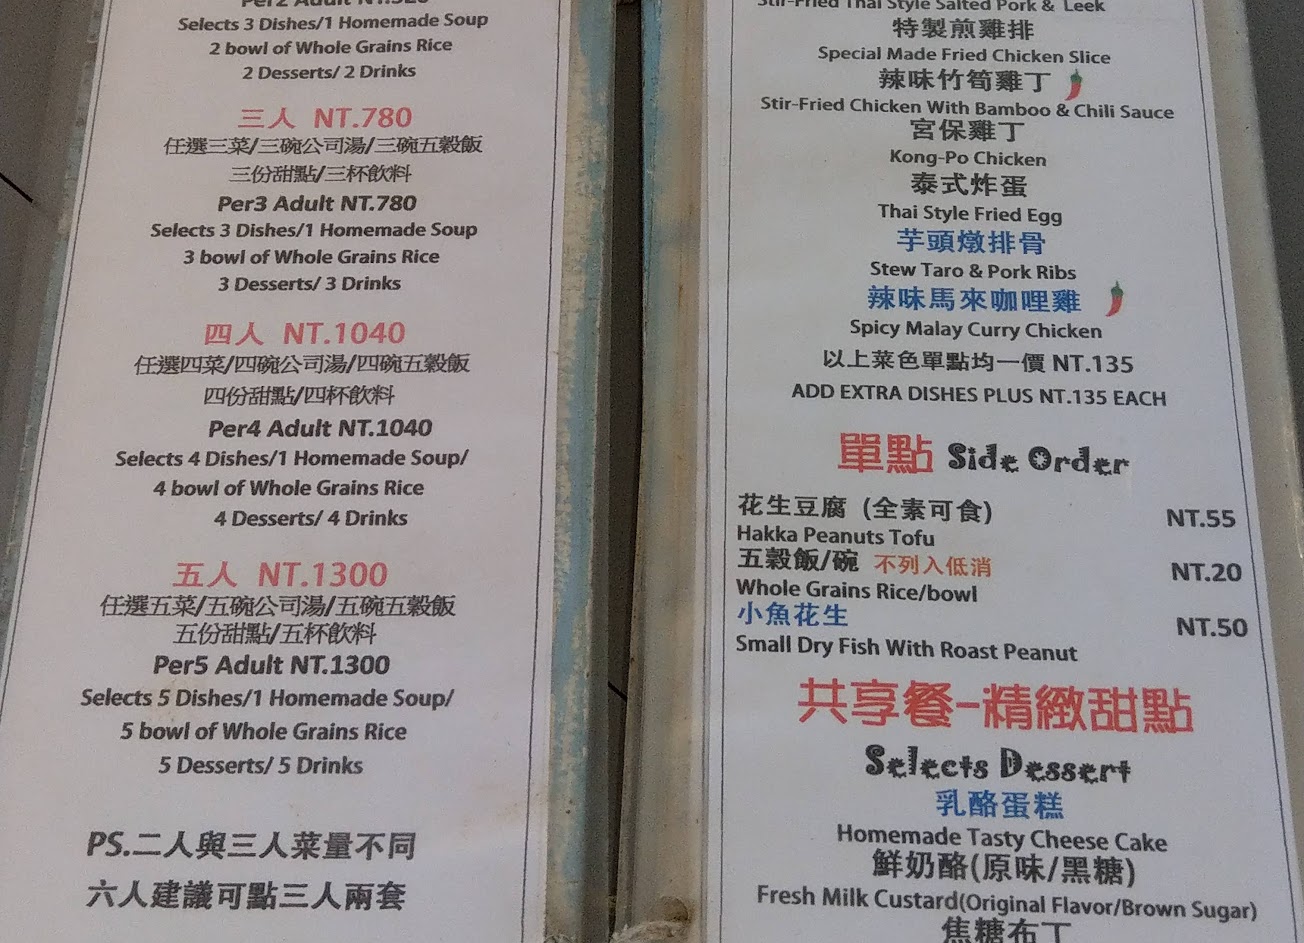 Per2 Adult NT.520
Selects 3 Dishes/1 Homemade Soup
2 bowl of Whole Grains Rice
2 Desserts/ 2 Drinks
三人 NT.780
任選三菜/三碗公司湯/三碗五穀飯
三份甜點/三杯飲料
Per3 Adult NT.780
Selects 3 Dishes/1 Homemade Soup
3 bowl of Whole Grains Rice
3 Desserts/ 3 Drinks
四人 NT.1040
任選四菜/四碗公司湯/四碗五穀飯
四份甜點/四杯飲料
Per4 Adult NT.1040
Selects 4 Dishes/1 Homemade Soup/
4 bowl of Whole Grains Rice
4 Desserts/ 4 Drinks
五人 NT.1300
任選五菜/五碗公司湯/五碗五穀飯
五份甜點/五杯飲料
Per5 Adult NT.1300
Selects 5 Dishes/1 Homemade Soup/
5 bowl of Whole Grains Rice
5 Desserts/ 5 Drinks
PS.二人與三人菜量不同
六人建議可點三人兩套
Stir-Fried Thai Style Salted Pork & Leek
特製煎雞排
Special Made Fried Chicken Slice
辣味竹筍雞丁
Stir-Fried Chicken With Bamboo & Chili Sauce
宮保雞丁
Kong-Po Chicken
泰式炸蛋
Thai Style Fried Egg
芋頭燉排骨
Stew Taro & Pork Ribs
辣味馬來咖哩雞
Spicy Malay Curry Chicken
以上菜色單點均一價 NT.135
ADD EXTRA DISHES PLUS NT.135 EACH
單點 Side Order
花生豆腐 (全素可食) NT.55
Hakka Peanuts Tofu
五穀飯/碗 不列入低消 NT.20
Whole Grains Rice/bowl
小魚花生 NT.50
Small Dry Fish With Roast Peanut
共享餐-精緻甜點
Selects Dessert
乳酪蛋糕
Homemade Tasty Cheese Cake
鮮奶酪(原味/黑糖)
Fresh Milk Custard(Original Flavor/Brown Sugar)
焦糖布丁